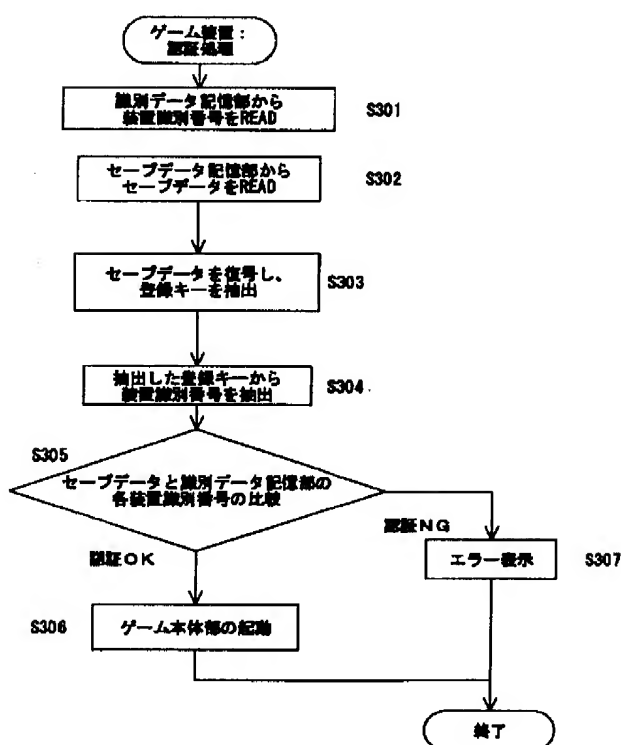 ゲーム装置：
認証処理
識別データ記憶部から
装置識別番号をREAD
S301
セーブデータ記憶部から
セーブデータをREAD
S302
セーブデータを復号し、
登録キーを抽出
S303
抽出した登録キーから
装置識別番号を抽出
S304
S305
セーブデータと識別データ記憶部の
各装置識別番号の比較
認証NG
認証OK
エラー表示
S307
S306
ゲーム本体部の起動
終了